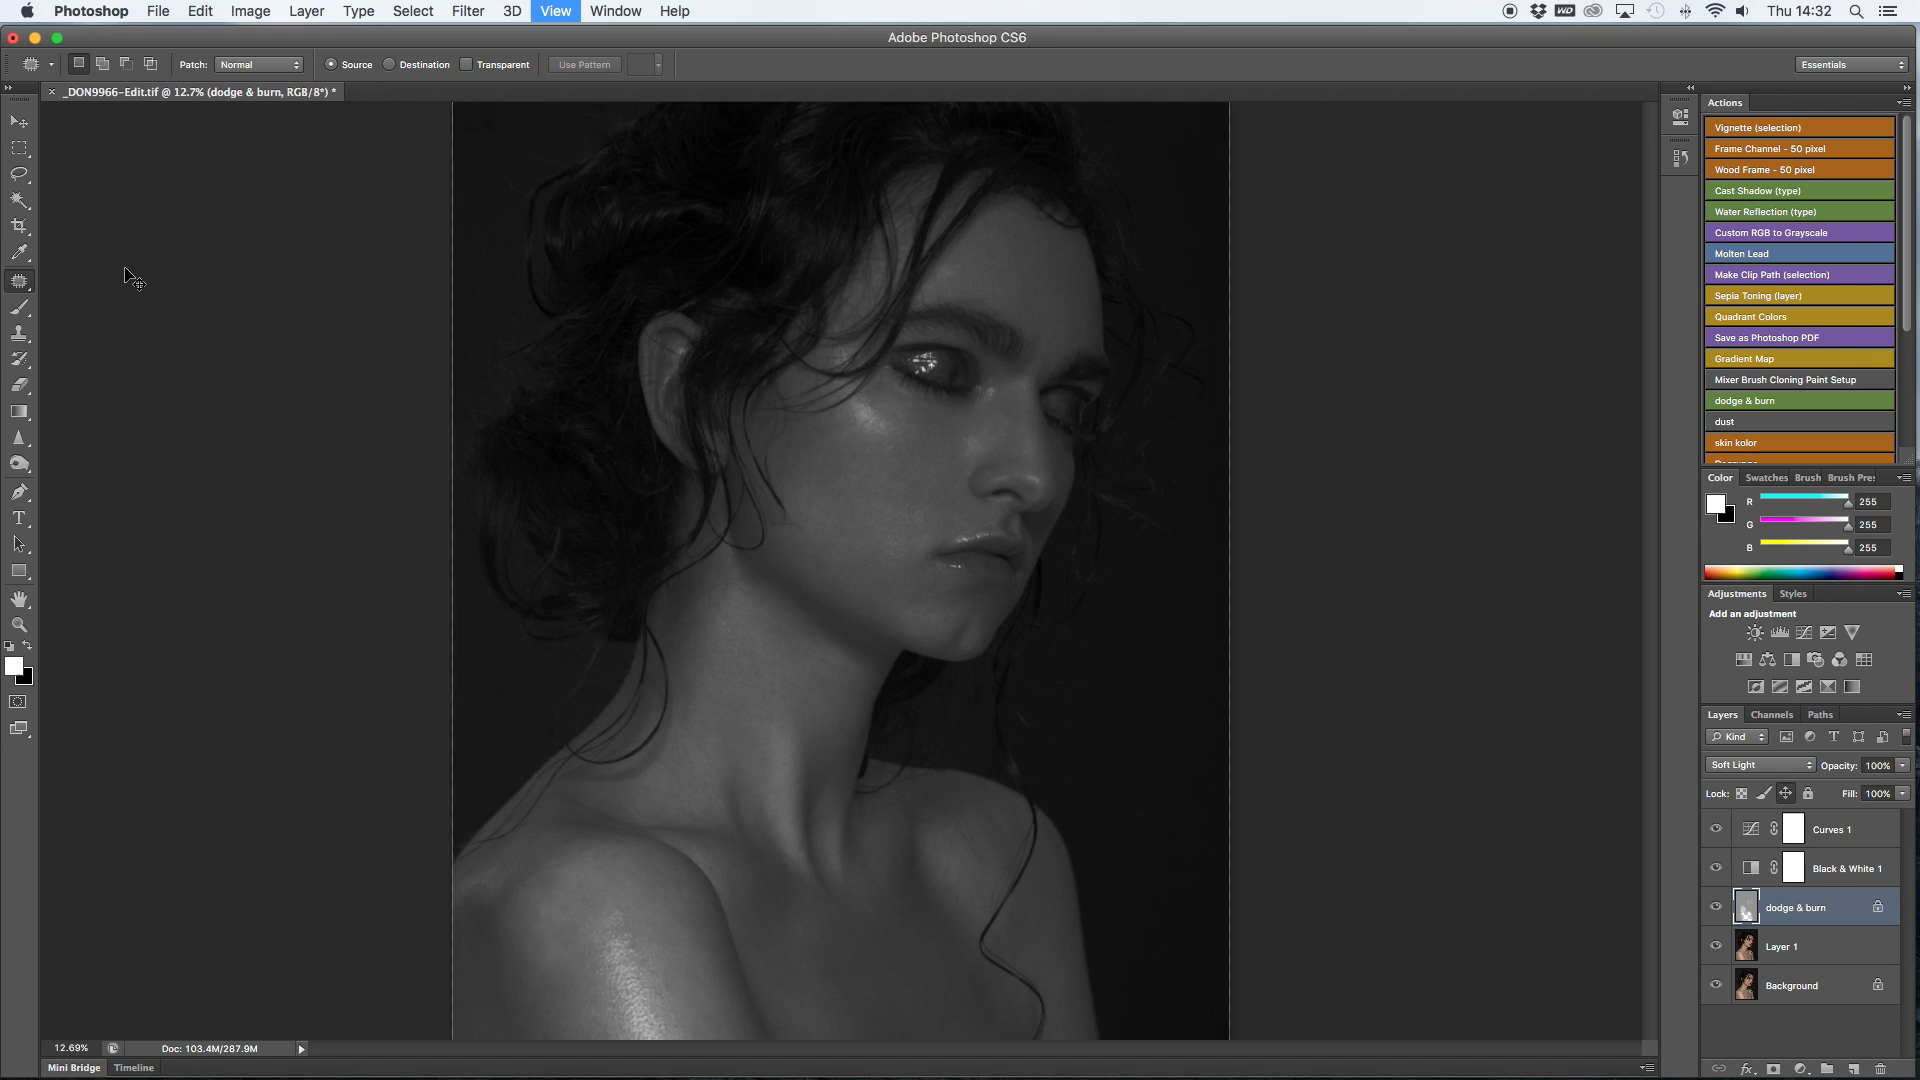 Photoshop File Edit Image Layer Type Select Filter 3D View Window Help WD Thu 14:32
Adobe Photoshop CS6
Patch: Normal Source Destination Transparent Use Pattern Essentials
_DON9966-Edit.tif @ 12.7% (dodge & burn, RGB/8*) *
Actions
Vignette (selection)
Frame Channel - 50 pixel
Wood Frame - 50 pixel
Cast Shadow (type)
Water Reflection (type)
Custom RGB to Grayscale
Molten Lead
Make Clip Path (selection)
Sepia Toning (layer)
Quadrant Colors
Save as Photoshop PDF
Gradient Map
Mixer Brush Cloning Paint Setup
dodge & burn
dust
skin kolor
Color Swatches Brush Brush Pre
R 255
G 255
B 255
Adjustments Styles
Add an adjustment
Layers Channels Paths
Kind
Soft Light Opacity: 100%
Lock: Fill: 100%
Curves 1
Black & White 1
dodge & burn
Layer 1
Background
fx
12.69% Doc: 103.4M/287.9M
Mini Bridge Timeline